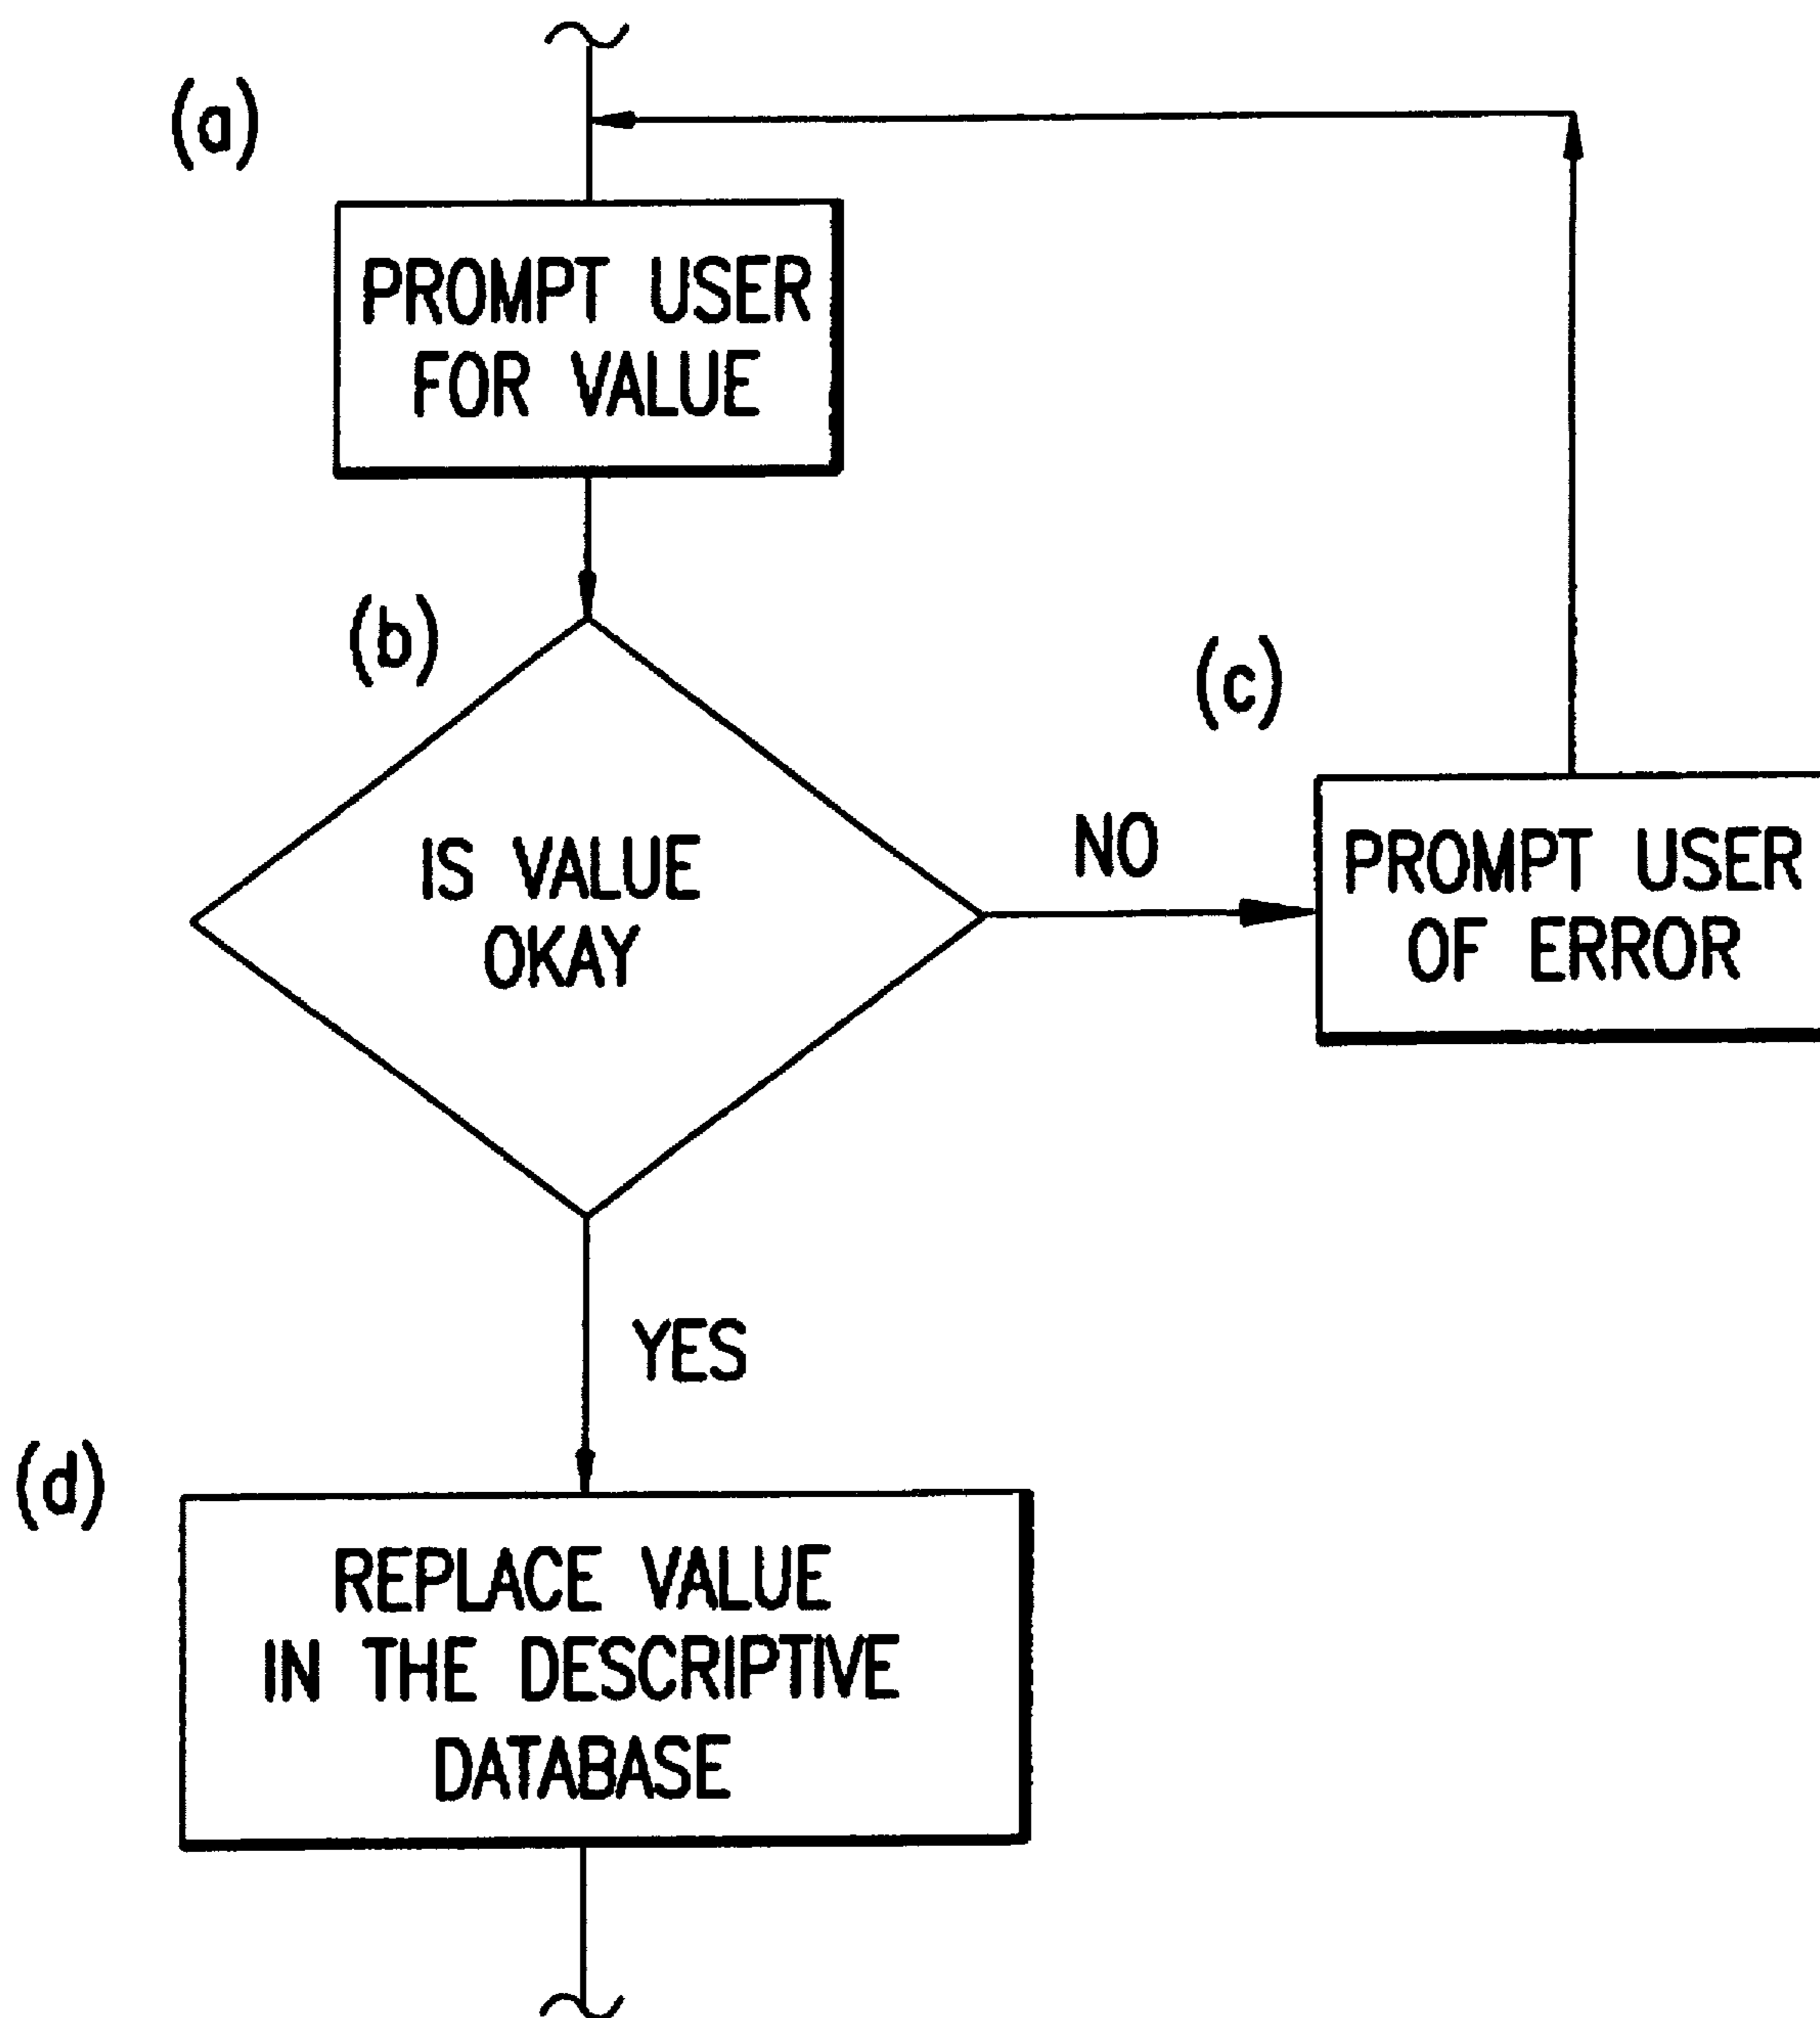 (a)
PROMPT USER
FOR VALUE
(b)
IS VALUE
OKAY
NO
(c)
PROMPT USER
OF ERROR
YES
(d)
REPLACE VALUE
IN THE DESCRIPTIVE
DATABASE